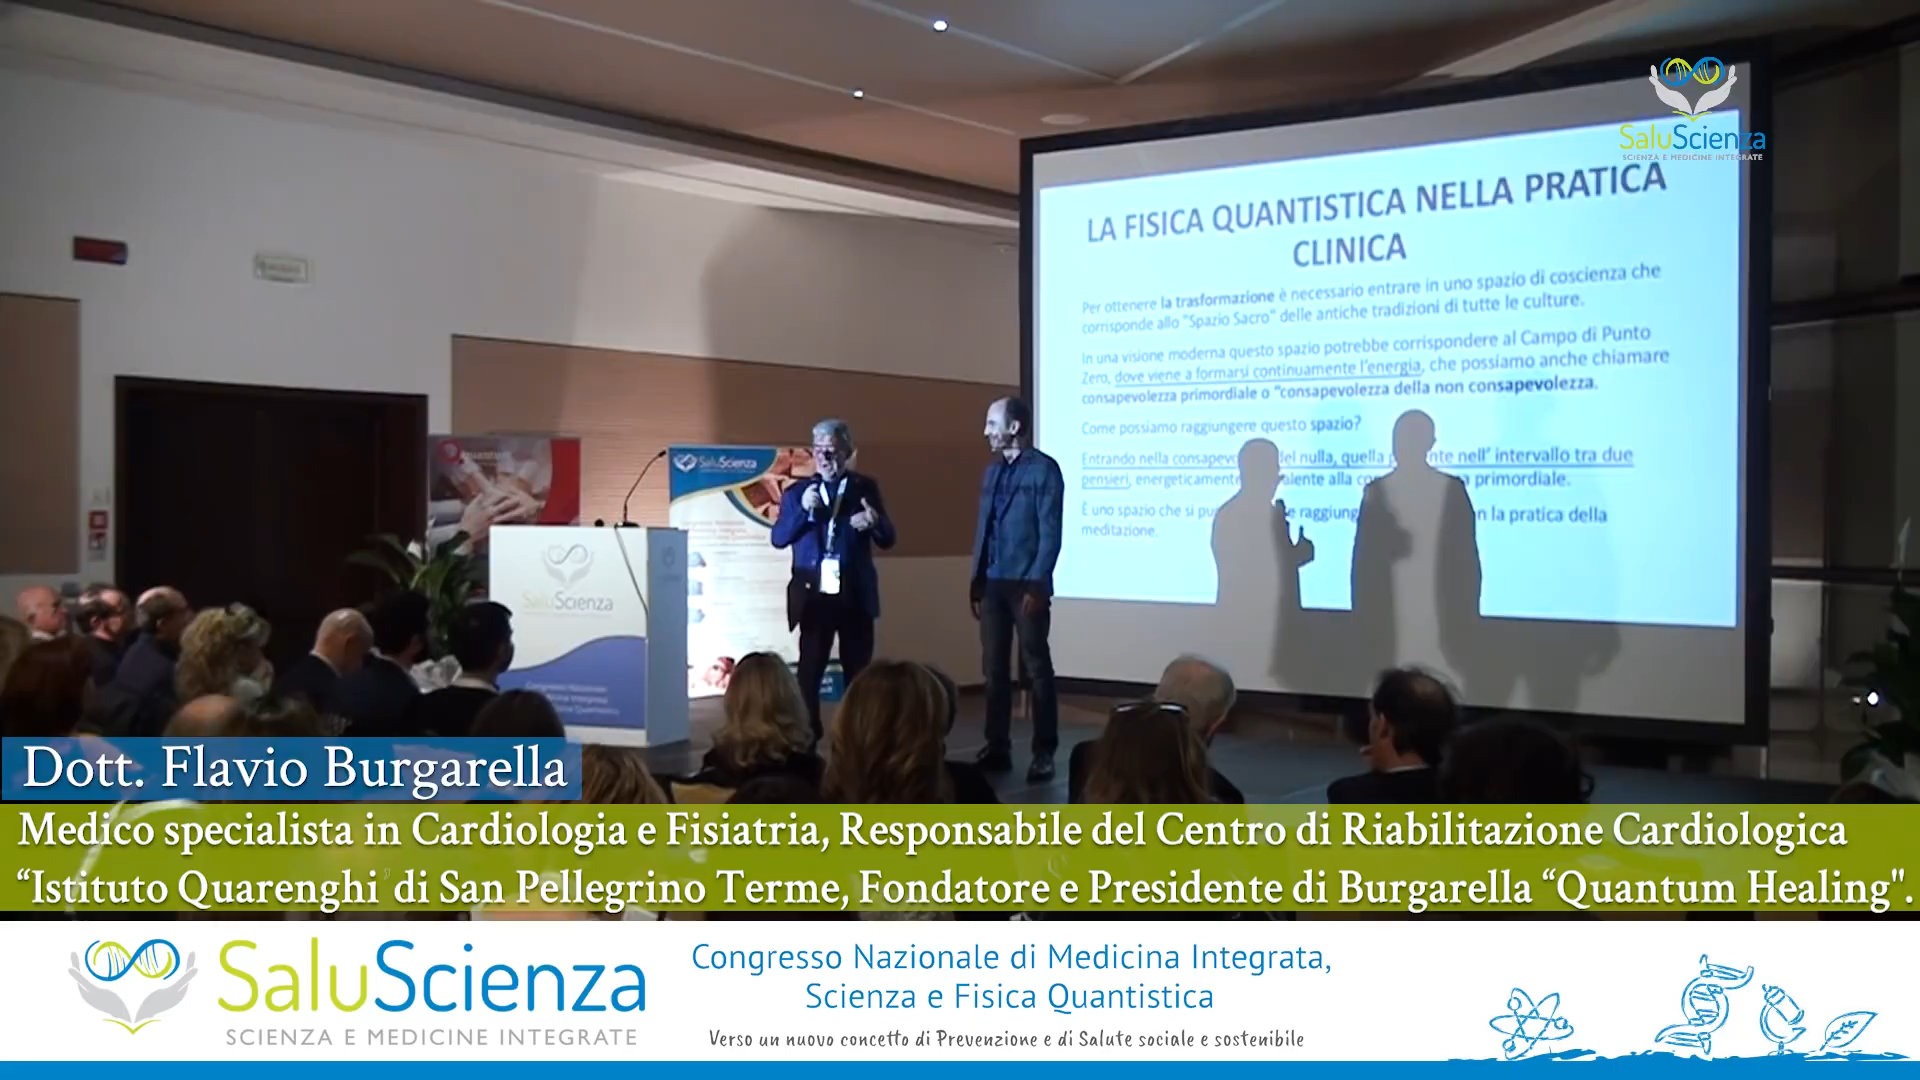 SaluScienza
SCIENZA E MEDICINE INTEGRATE
LA FISICA QUANTISTICA NELLA PRATICA
CLINICA
Per ottenere la trasformazione è necessario entrare in uno spazio di coscienza che
corrisponde allo "Spazio Sacro" delle antiche tradizioni di tutte le culture.
In una visione moderna questo spazio potrebbe corrispondere al Campo di Punto
Zero, dove viene a formarsi continuamente l'energia, che possiamo anche chiamare
consapevolezza primordiale o "consapevolezza della non consapevolezza.
Come possiamo raggiungere questo spazio?
Entrando nella del nulla, quella nell' intervallo tra due
pensieri, energeticamente alla primordiale.
È uno spazio che si raggiung n la pratica della
meditazione.
SaluScienza
SaluScienza
Congresso Nazionale
Dott. Flavio Burgarella
Medico specialista in Cardiologia e Fisiatria, Responsabile del Centro di Riabilitazione Cardiologica
“Istituto Quarenghi” di San Pellegrino Terme, Fondatore e Presidente di Burgarella “Quantum Healing".
SaluScienza
SCIENZA E MEDICINE INTEGRATE
Congresso Nazionale di Medicina Integrata,
Scienza e Fisica Quantistica
Verso un nuovo concetto di Prevenzione e di Salute sociale e sostenibile